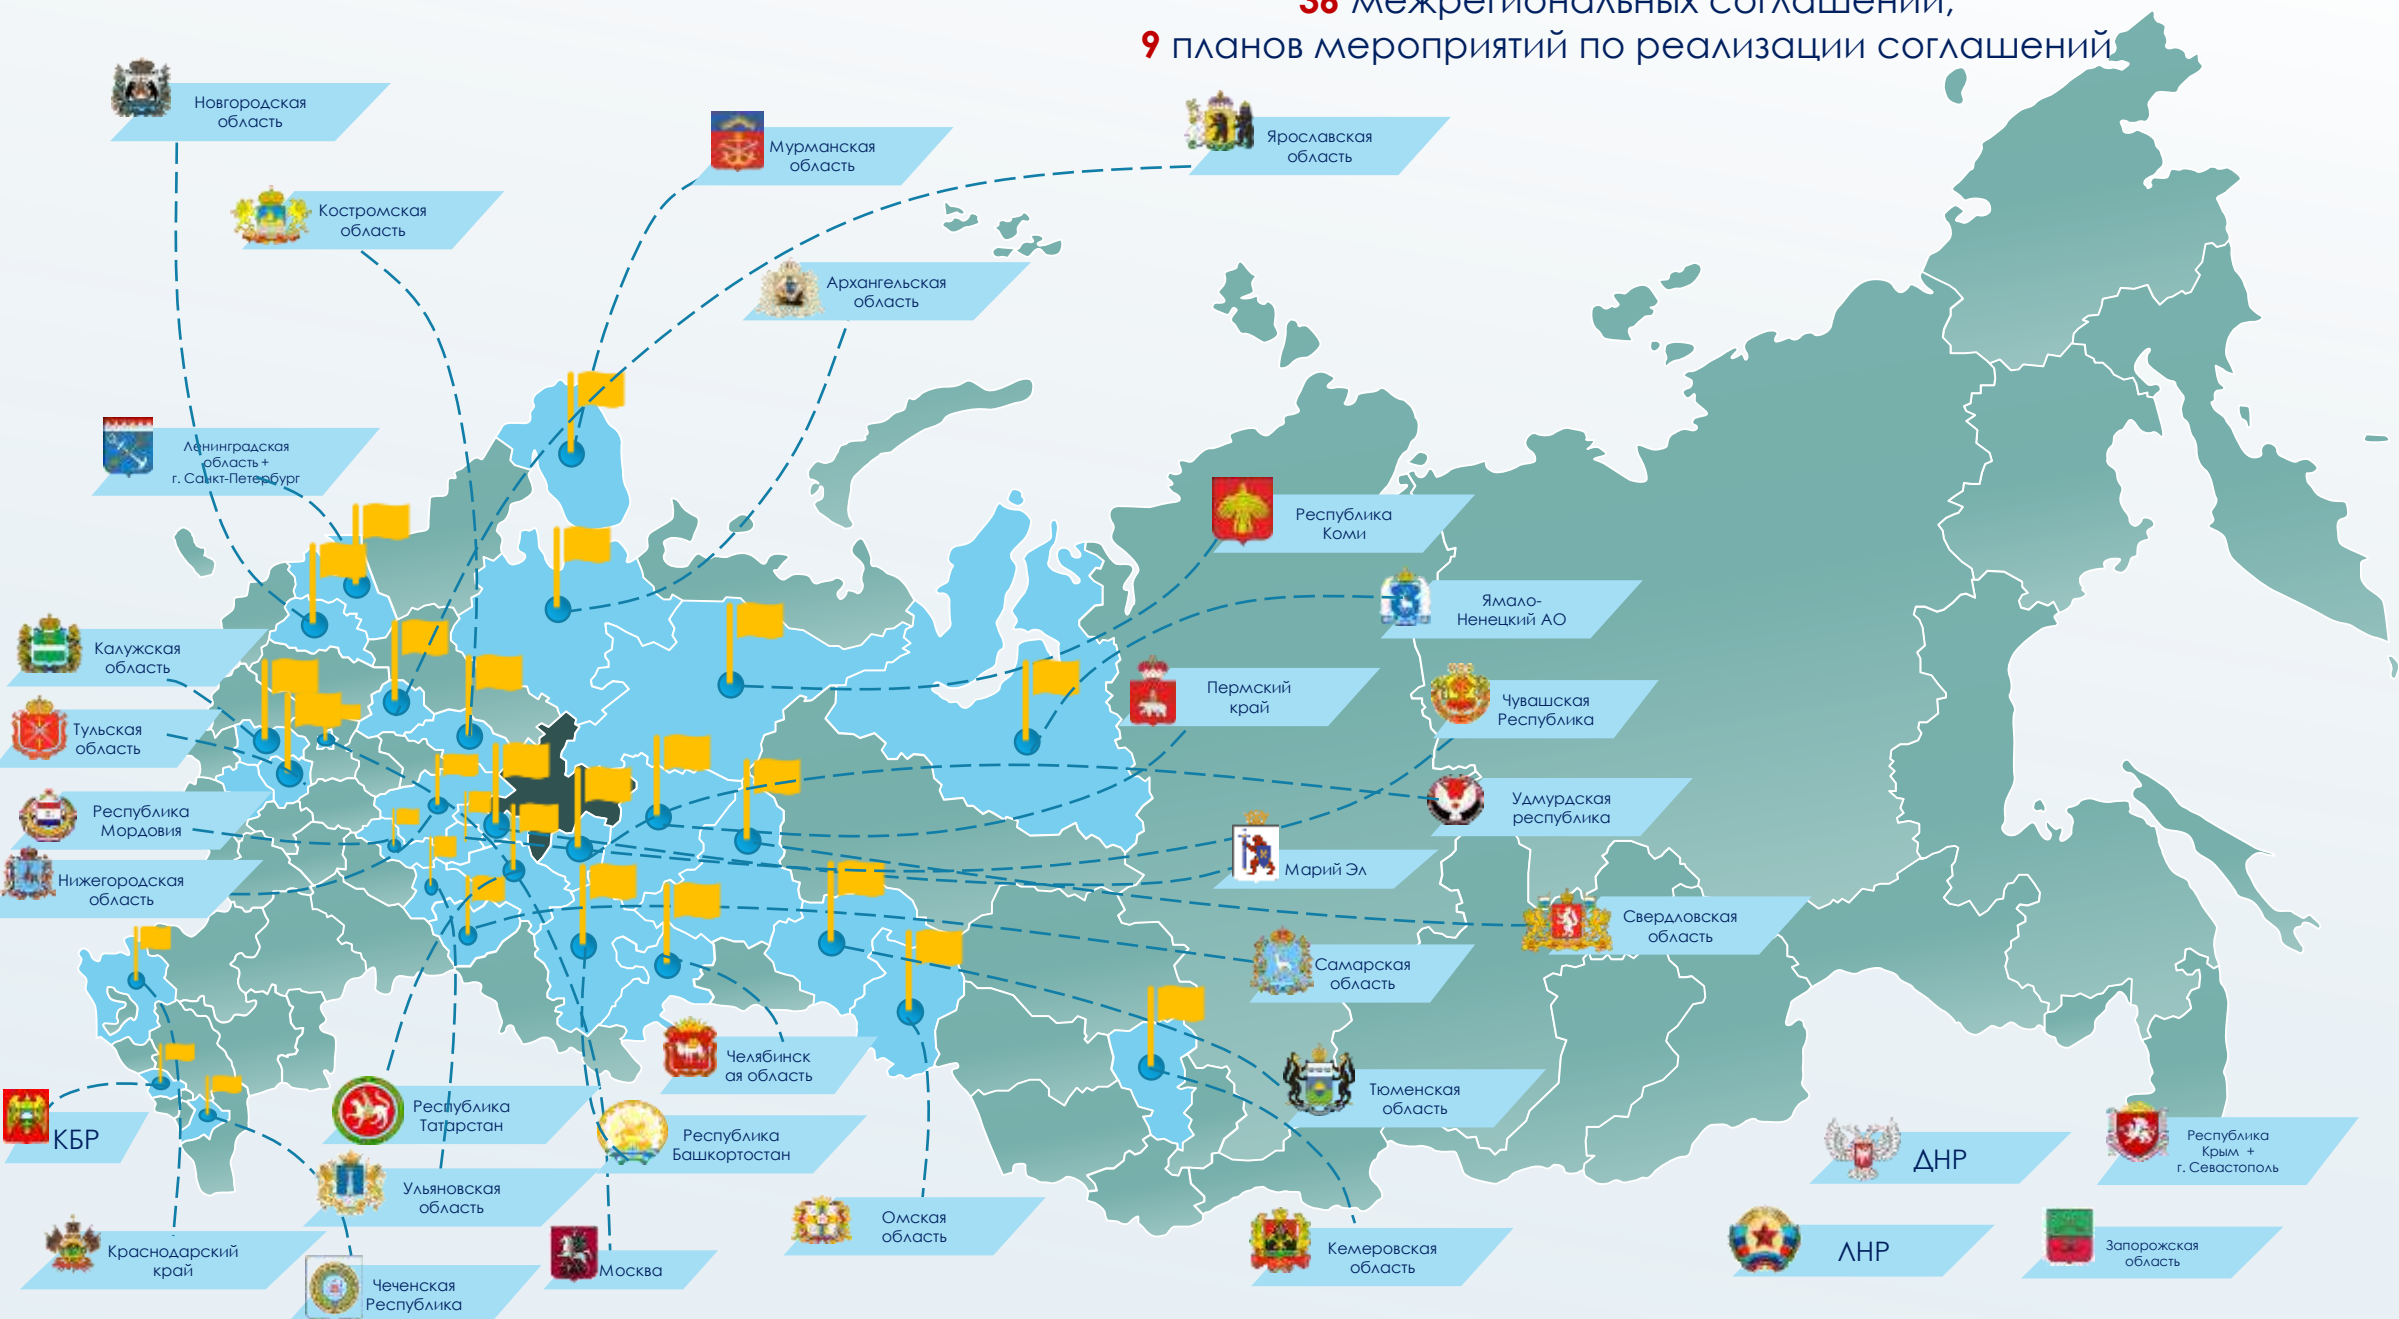 36 межрегиональных соглашений,
9 планов мероприятий по реализации соглашений
Новгородская
область
Мурманская
область
Ярославская
область
Костромская
область
Архангельская
область
Ленинградская
область +
г. Санкт-Петербург
Республика
Коми
Ямало-
Ненецкий АО
Калужская
область
Пермский
край
Чувашская
Республика
Тульская
область
Республика
Мордовия
Удмурдская
республика
Марий Эл
Нижегородская
область
Свердловская
область
Самарская
область
Челябинск
ая область
Тюменская
область
КБР
Республика
Татарстан
Республика
Башкортостан
ДНР
Республика
Крым +
г. Севастополь
Ульяновская
область
Омская
область
Краснодарский
край
Москва
Кемеровская
область
ЛНР
Запорожская
область
Чеченская
Республика